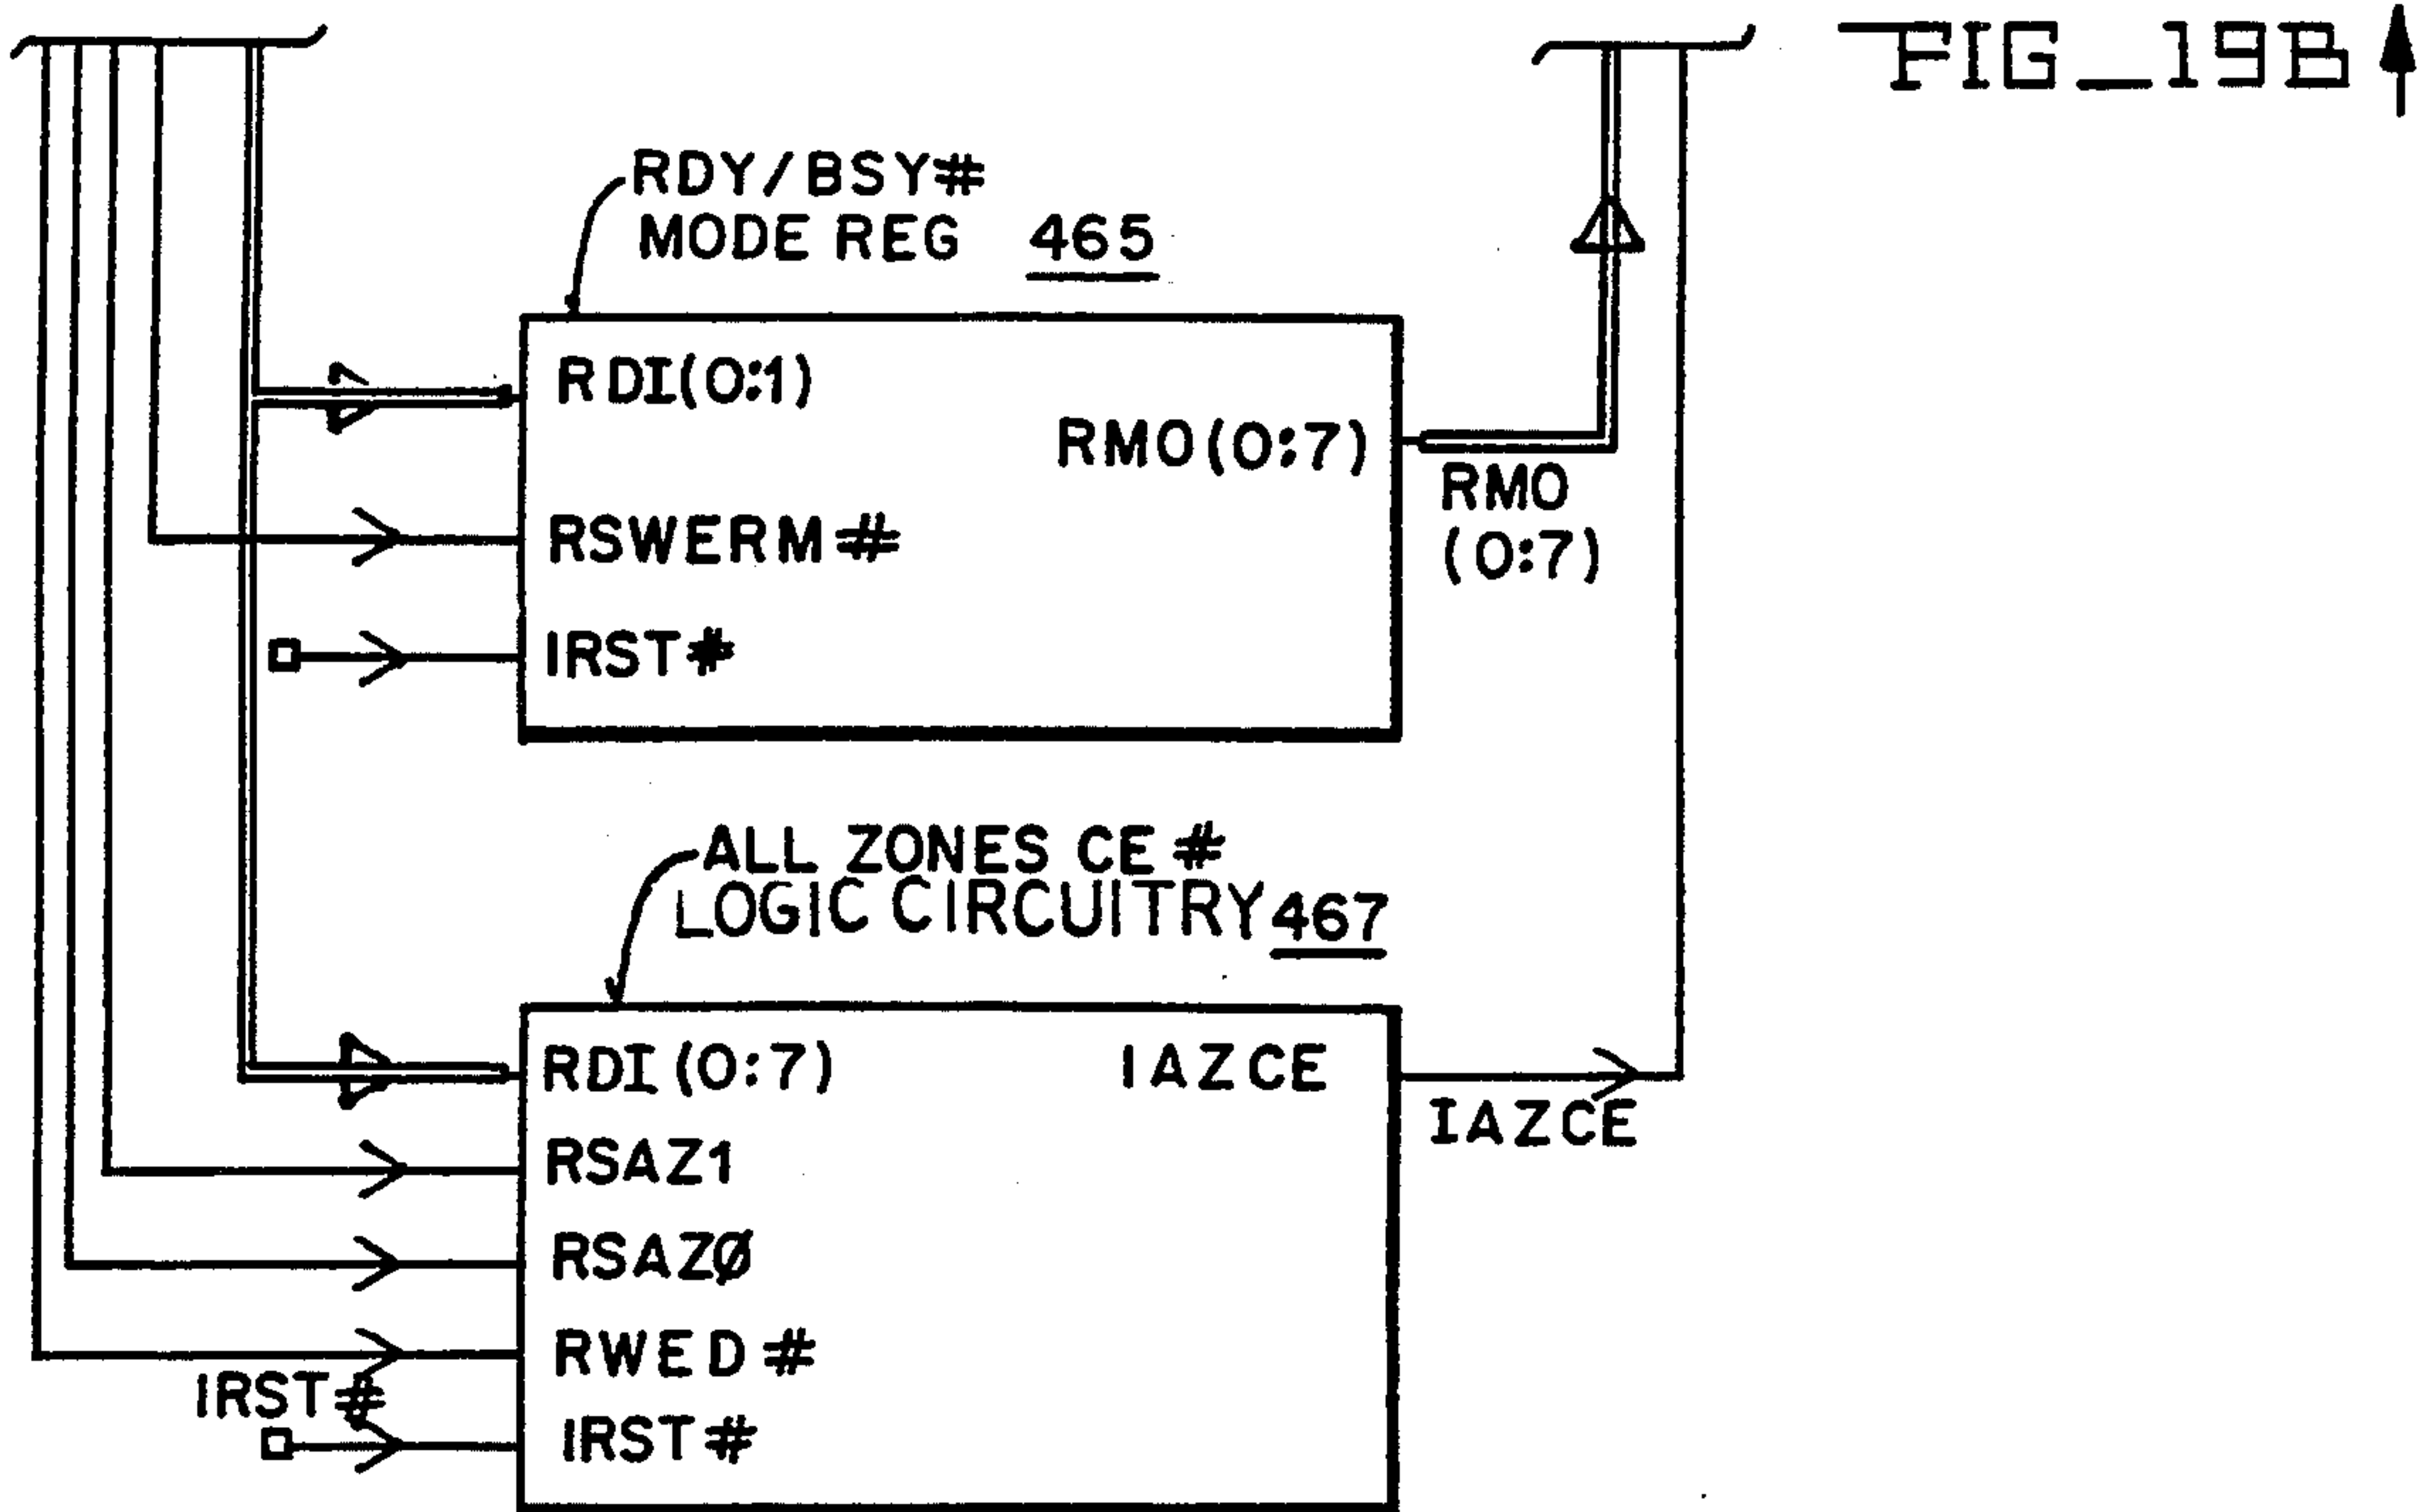 FIG_19B
RDY/BSY#
MODE REG 465
RDI(0:1)
RMO(0:7)
RMO
(0:7)
RSWERM#
IRST#
ALL ZONES CE#
LOGIC CIRCUITRY 467
RDI(0:7)
IAZCE
IAZCE
RSAZ1
RSAZØ
RWED#
IRST#
IRST#